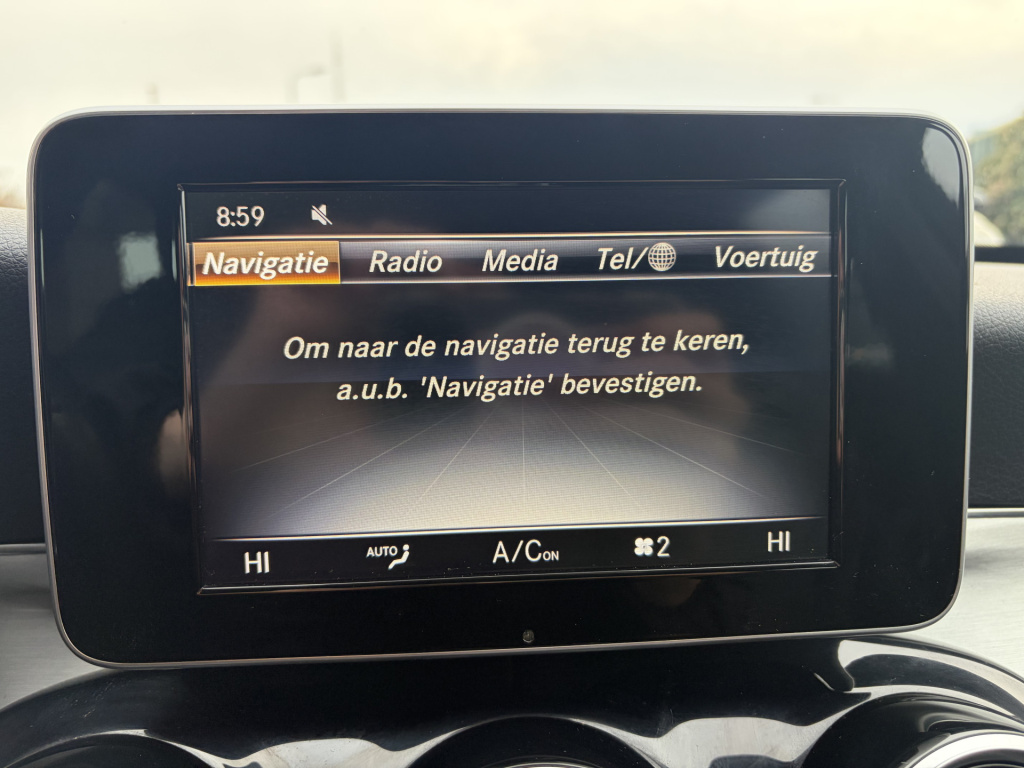 8:59
Navigatie Radio Media Tel/ Voertuig
Om naar de navigatie terug te keren,
a.u.b. 'Navigatie' bevestigen.
HI AUTO A/C ON 2 HI